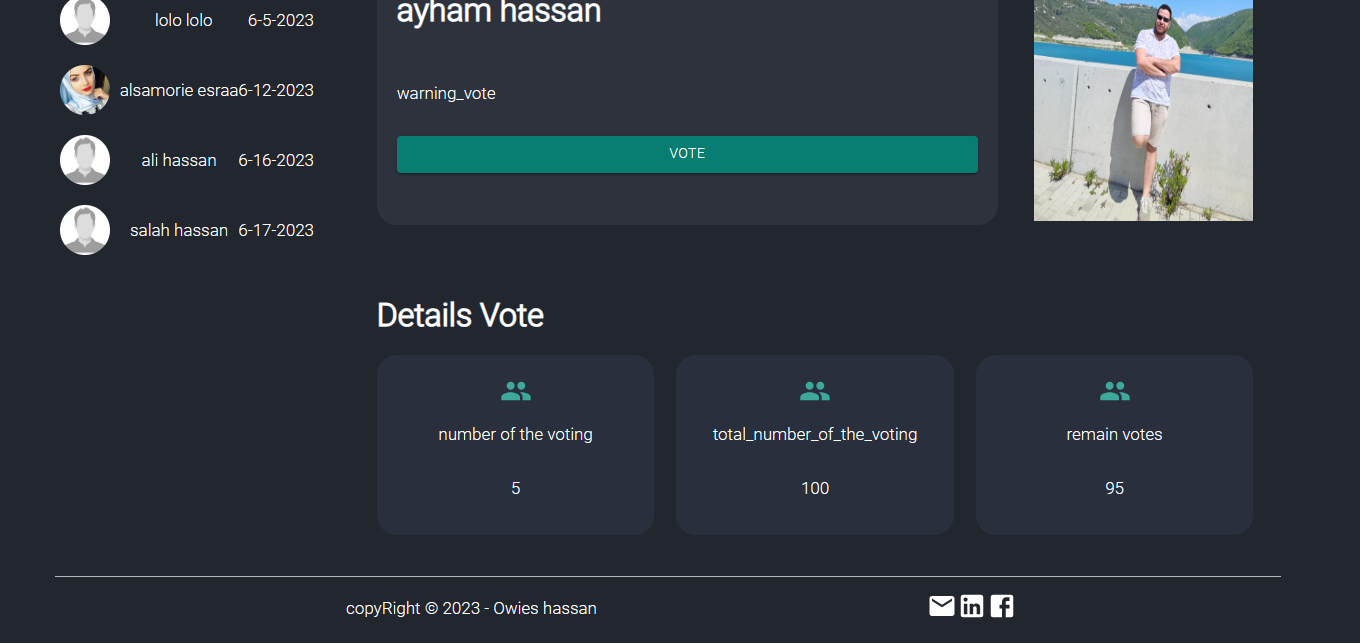 lolo lolo 6-5-2023
alsamorie esraa6-12-2023
ali hassan 6-16-2023
salah hassan 6-17-2023
ayham hassan
warning_vote
VOTE
Details Vote
number of the voting
5
total_number_of_the_voting
100
remain votes
95
copyRight © 2023 - Owies hassan